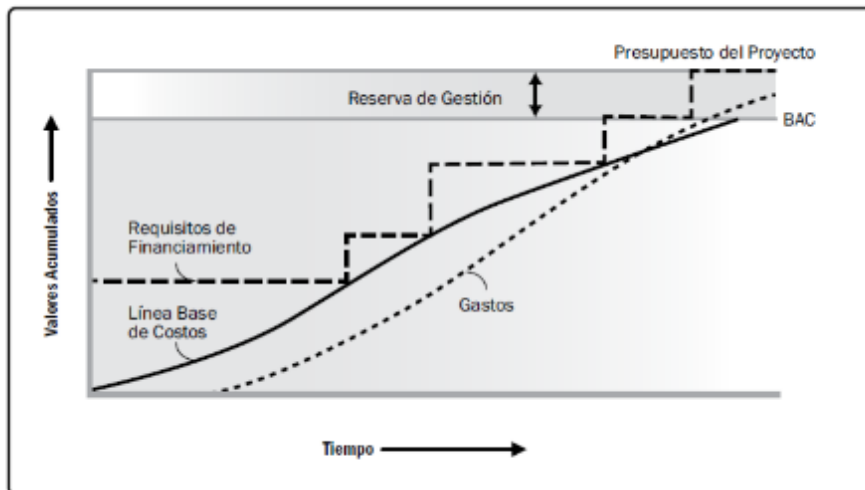 Presupuesto del Proyecto
Reserva de Gestión
BAC
Valores Acumulados
Requisitos de
Financiamiento
Línea Base
de Costos
Gastos
Tiempo